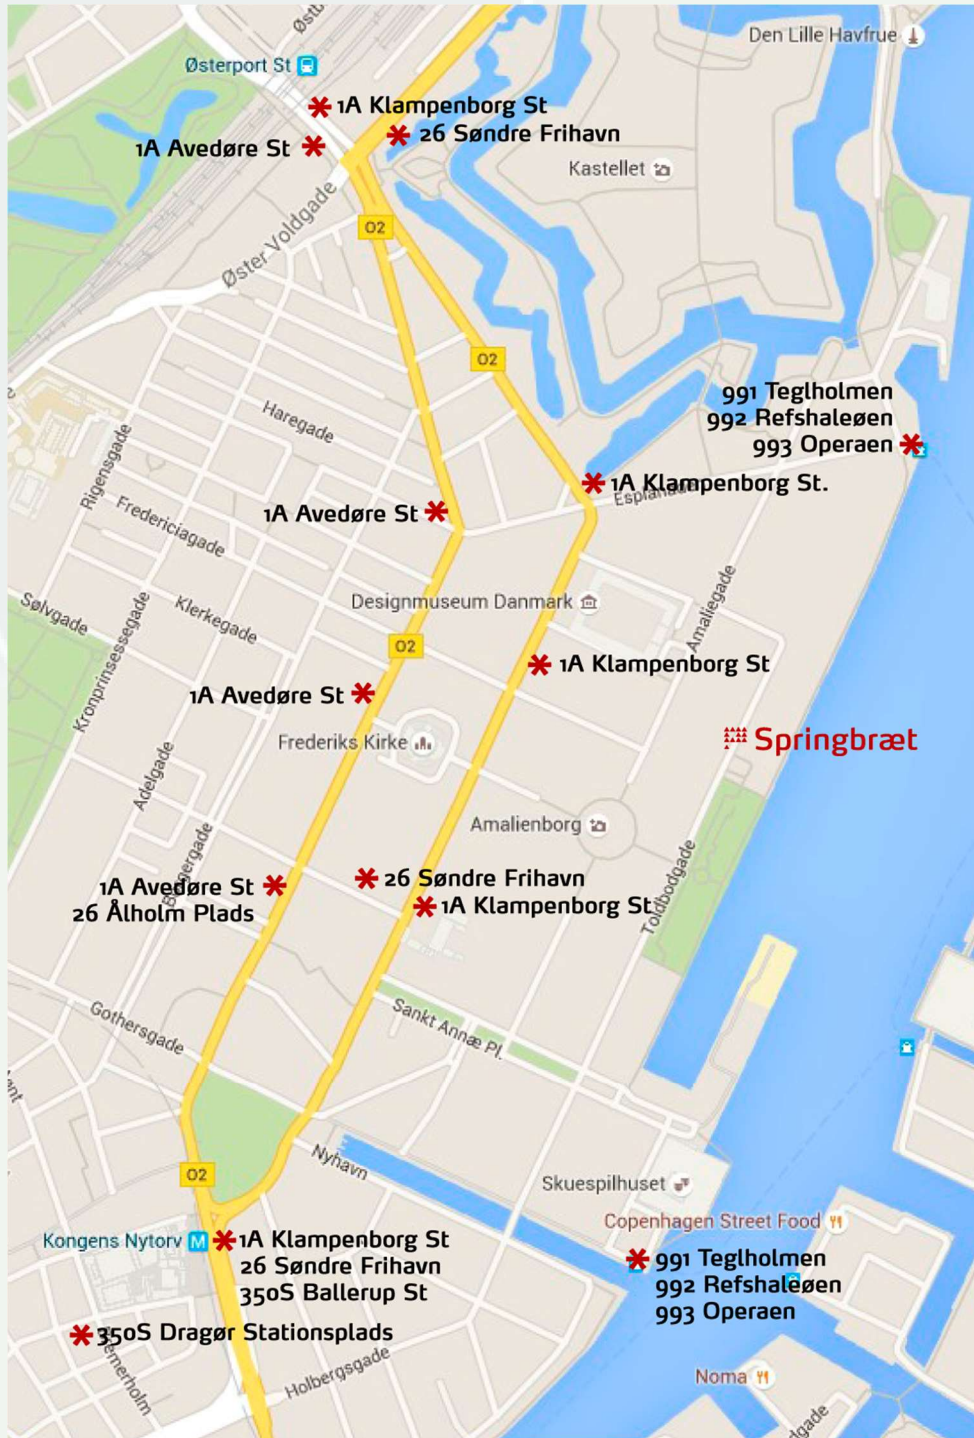 Østb
Den Lille Havfrue
Østerport St
1A Klampenborg St
26 Søndre Frihavn
1A Avedøre St
Kastellet
Øster Voldgade
O2
O2
991 Teglholmen
992 Refshaleøen
993 Operaen
Haregade
Rigensgade
1A Klampenborg St.
Esplanade
1A Avedøre St
Fredericiagade
Amaliegade
Designmuseum Danmark
Sølvgade
Klerkegade
Kronprinsessegade
O2
1A Klampenborg St
1A Avedøre St
Springbræt
Frederiks Kirke
Adelgade
Amalienborg
Borgergade
Toldbodgade
26 Søndre Frihavn
1A Avedøre St
1A Klampenborg St
26 Ålholm Plads
Gothersgade
Sankt Annæ Pl.
Nyhavn
O2
Skuespilhuset
Copenhagen Street Food
Kongens Nytorv
M
1A Klampenborg St
26 Søndre Frihavn
350S Ballerup St
991 Teglholmen
992 Refshaleøen
993 Operaen
350S Dragør Stationsplads
Holbergsgade
Noma